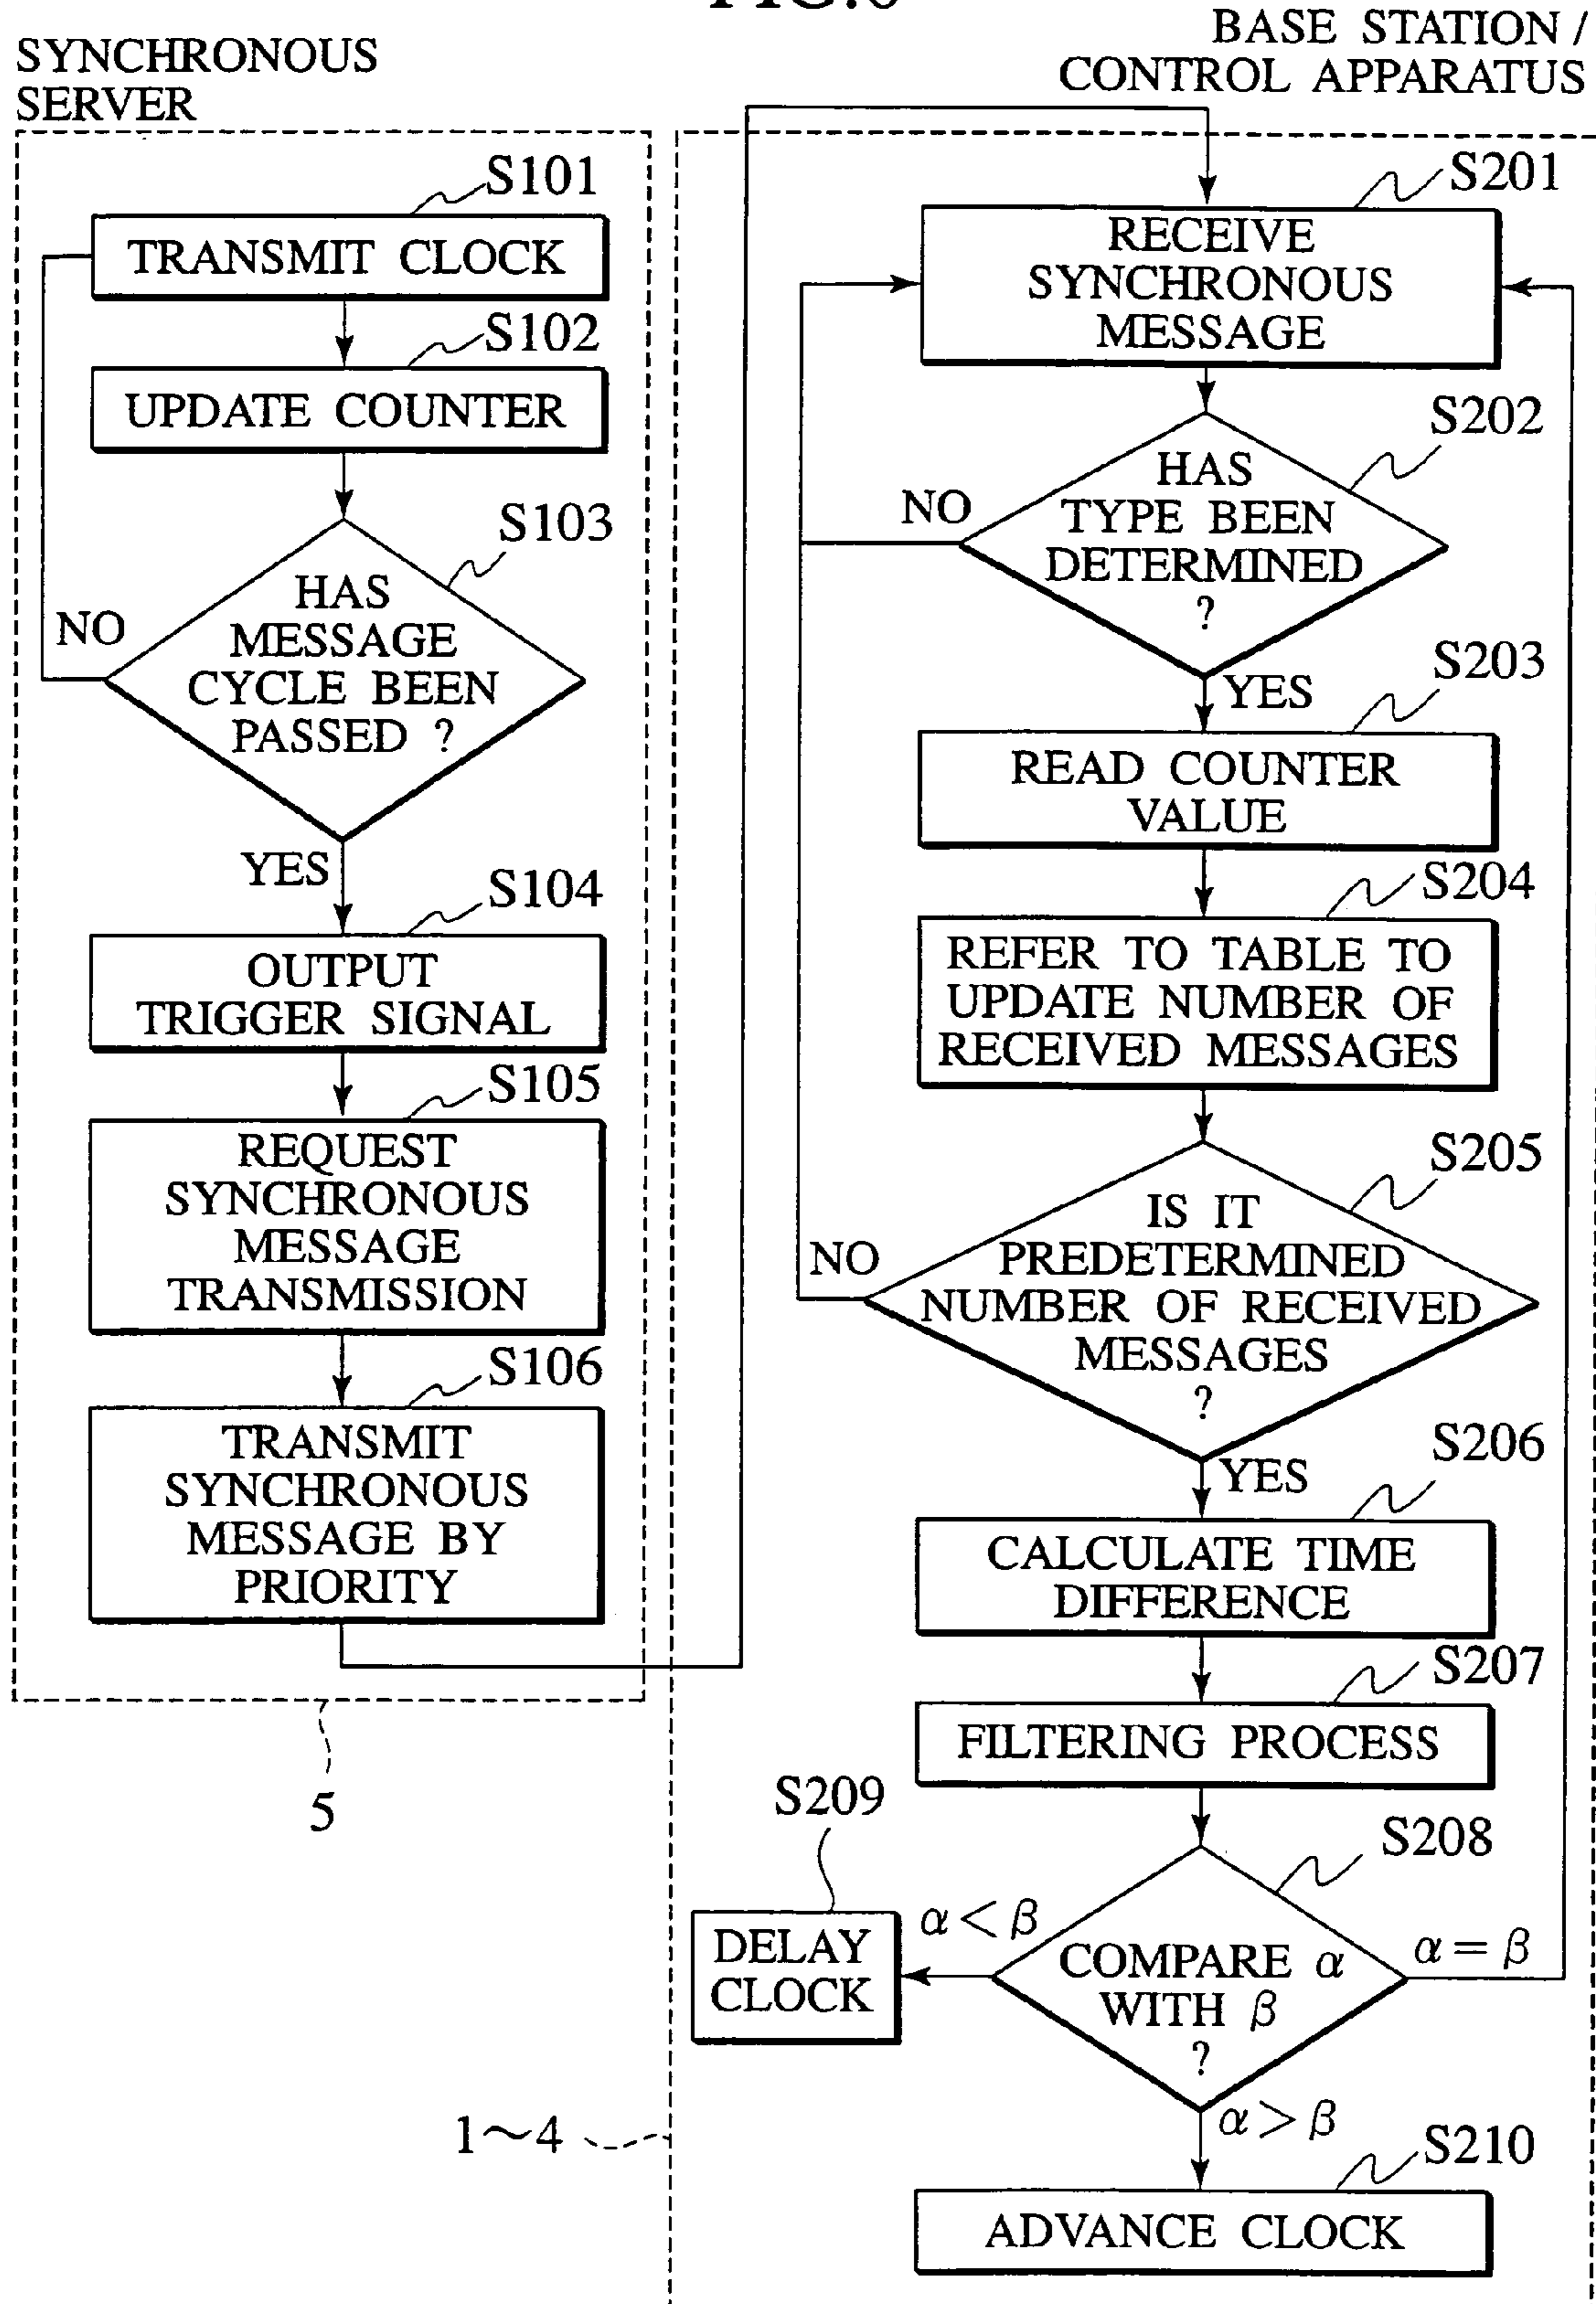 SYNCHRONOUS
SERVER
S101
TRANSMIT CLOCK
S102
UPDATE COUNTER
S103
HAS
MESSAGE
CYCLE BEEN
PASSED ?
NO
YES
S104
OUTPUT
TRIGGER SIGNAL
S105
REQUEST
SYNCHRONOUS
MESSAGE
TRANSMISSION
S106
TRANSMIT
SYNCHRONOUS
MESSAGE BY
PRIORITY
5
BASE STATION /
CONTROL APPARATUS
S201
RECEIVE
SYNCHRONOUS
MESSAGE
S202
HAS
TYPE BEEN
DETERMINED
?
NO
YES
S203
READ COUNTER
VALUE
S204
REFER TO TABLE TO
UPDATE NUMBER OF
RECEIVED MESSAGES
S205
IS IT
PREDETERMINED
NUMBER OF RECEIVED
MESSAGES
?
NO
YES
S206
CALCULATE TIME
DIFFERENCE
S207
FILTERING PROCESS
S208
COMPARE α
WITH β
?
α < β
α = β
S209
DELAY
CLOCK
α > β
S210
ADVANCE CLOCK
1~4